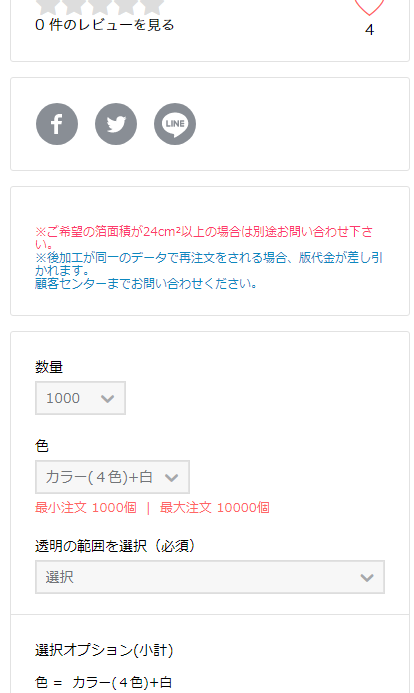 0 件のレビューを見る
4
LINE
※ご希望の箔面積が24cm²以上の場合は別途お問い合わせ下さ
い。
※後加工が同一のデータで再注文をされる場合、版代金が差し引
かれます。
顧客センターまでお問い合わせください。
数量
1000
色
カラー(４色)+白
最小注文 1000個 | 最大注文 10000個
透明の範囲を選択（必須）
選択
選択オプション(小計)
色 = カラー(４色)+白